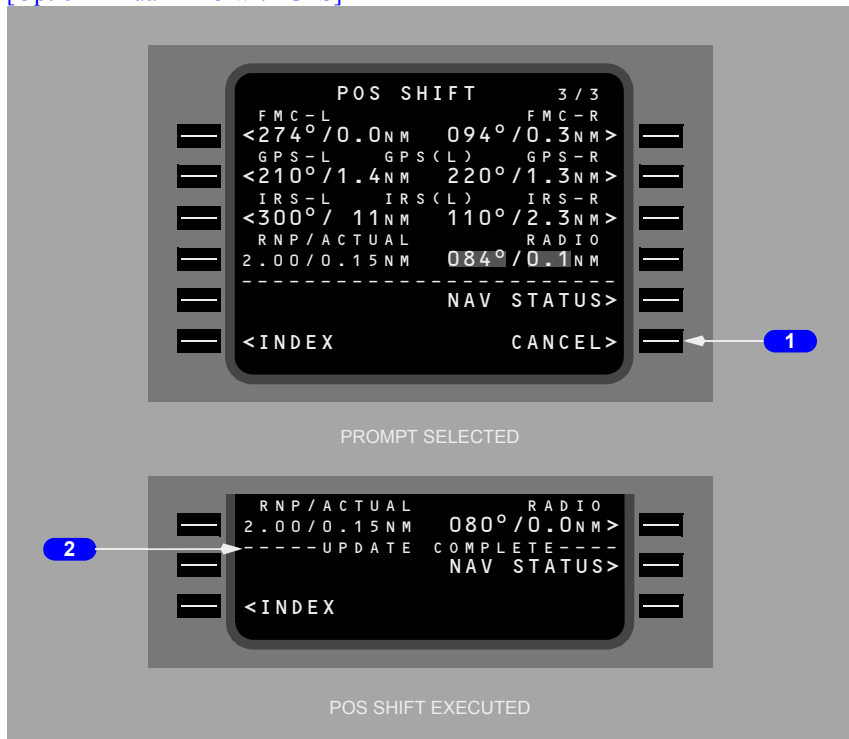 POS SHIFT 3/3
FMC-L FMC-R
<274°/0.0NM 094°/0.3NM>
GPS-L GPS(L) GPS-R
<210°/1.4NM 220°/1.3NM>
IRS-L IRS(L) IRS-R
<300°/ 11NM 110°/2.3NM>
RNP/ACTUAL RADIO
2.00/0.15NM 084°/0.1NM
------------------------
NAV STATUS>
<INDEX CANCEL>
1
PROMPT SELECTED
RNP/ACTUAL RADIO
2.00/0.15NM 080°/0.0NM>
2
-----UPDATE COMPLETE----
NAV STATUS>
<INDEX
POS SHIFT EXECUTED